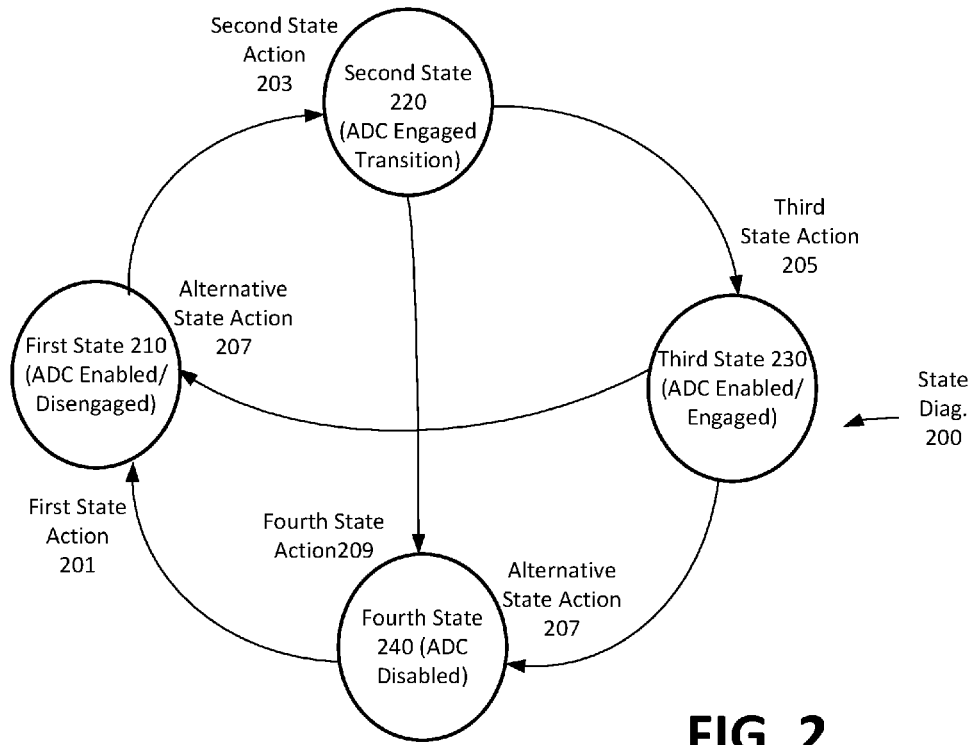 Second State
Action
203
Second State
220
(ADC Engaged
Transition)
Third
State Action
205
Alternative
State Action
207
First State 210
(ADC Enabled/
Disengaged)
Third State 230
(ADC Enabled/
Engaged)
State
Diag.
200
First State
Action
201
Fourth State
Action209
Alternative
State Action
207
Fourth State
240 (ADC
Disabled)
FIG. 2